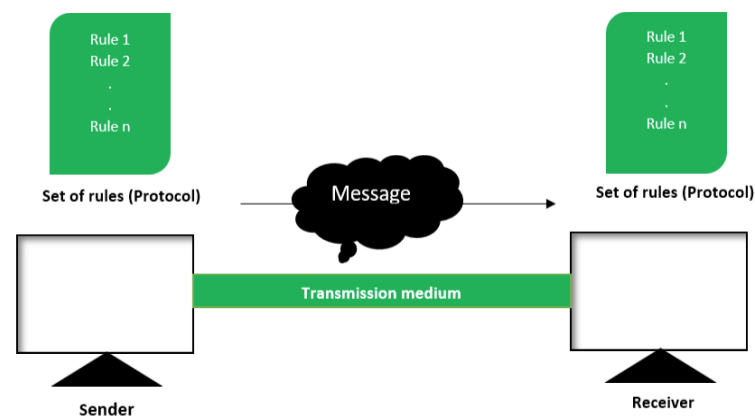 Rule 1
Rule 2
.
.
Rule n
Set of rules (Protocol)
Rule 1
Rule 2
.
.
Rule n
Set of rules (Protocol)
Message
Transmission medium
Sender
Receiver